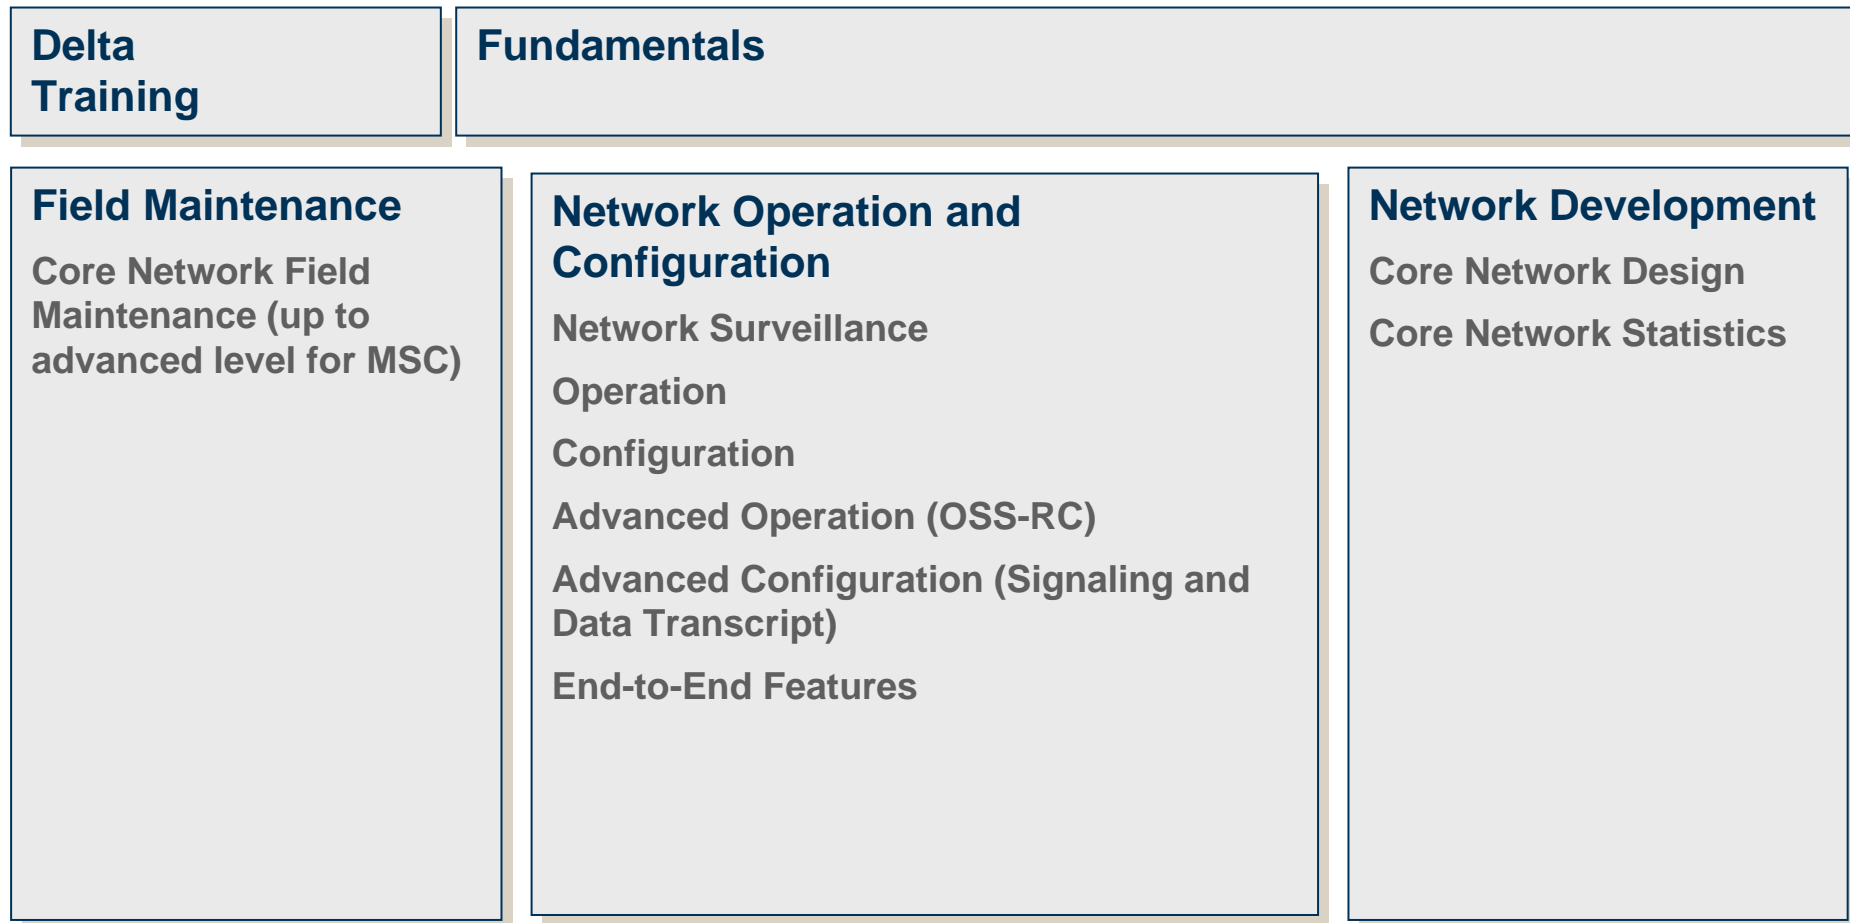 Delta
Training
Fundamentals
Field Maintenance
Core Network Field
Maintenance (up to
advanced level for MSC)
Network Operation and
Configuration
Network Surveillance
Operation
Configuration
Advanced Operation (OSS-RC)
Advanced Configuration (Signaling and
Data Transcript)
End-to-End Features
Network Development
Core Network Design
Core Network Statistics